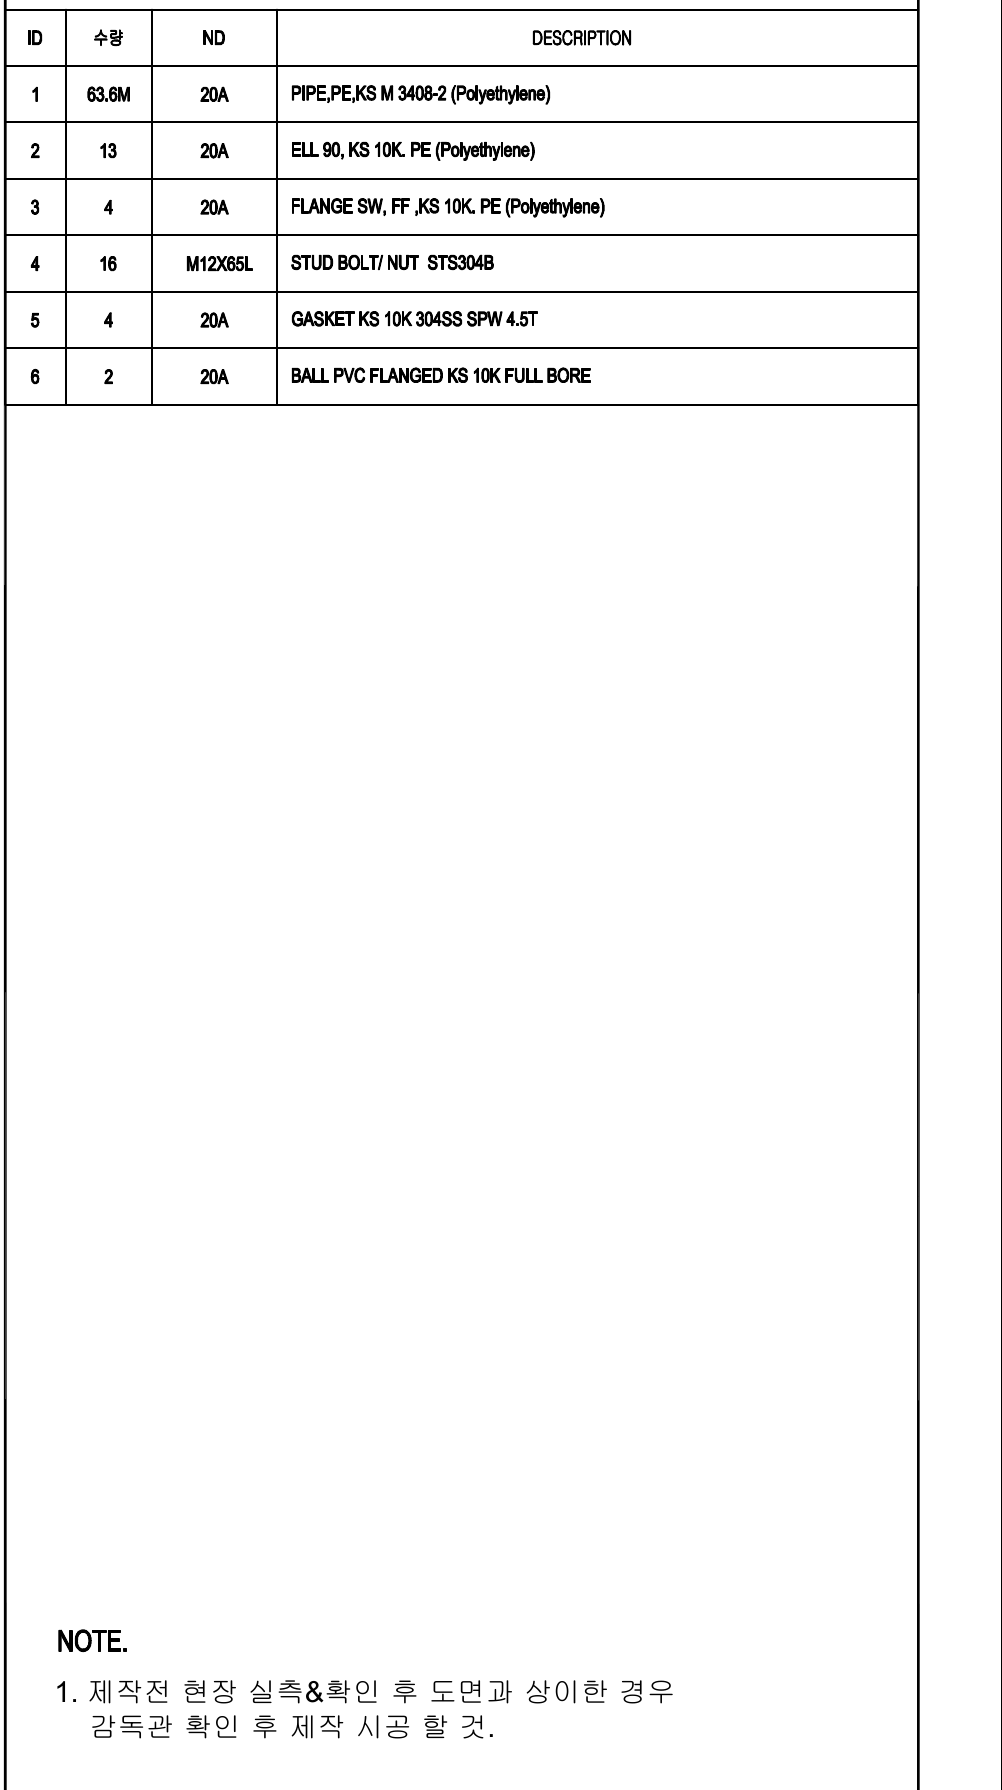 ID 수량 ND DESCRIPTION
1 63.6M 20A PIPE,PE,KS M 3408-2 (Polyethylene)
2 13 20A ELL 90, KS 10K. PE (Polyethylene)
3 4 20A FLANGE SW, FF ,KS 10K. PE (Polyethylene)
4 16 M12X65L STUD BOLT/ NUT STS304B
5 4 20A GASKET KS 10K 304SS SPW 4.5T
6 2 20A BALL PVC FLANGED KS 10K FULL BORE
NOTE.
1. 제작전 현장 실측&확인 후 도면과 상이한 경우
감독관 확인 후 제작 시공 할 것.